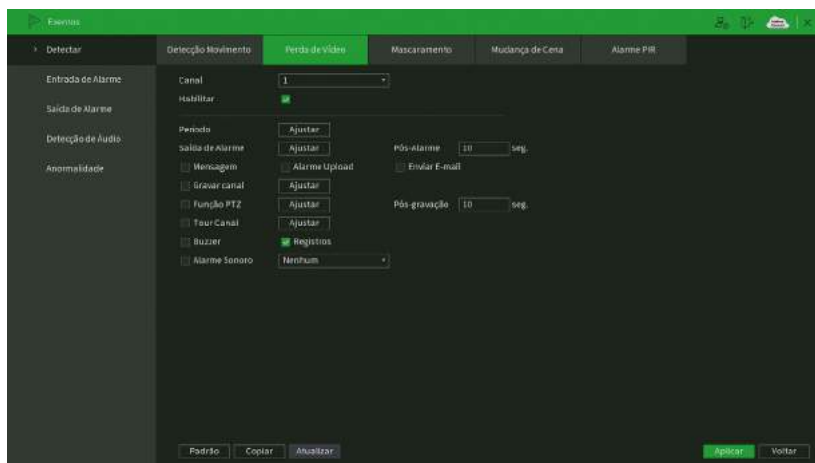 Eventos
Detectar
Detecção Movimento
Perda de Vídeo
Mascaramento
Mudança de Cena
Alarme PIR
Entrada de Alarme
Saída de Alarme
Detecção de Áudio
Anormalidade
Canal 1
Habilitar
Período Ajustar
Saída de Alarme Ajustar Pós-Alarme 10 seg.
Mensagem Alarme Upload Enviar E-mail
Gravar canal Ajustar
Função PTZ Ajustar Pós-gravação 10 seg.
Tour Canal Ajustar
Buzzer Registros
Alarme Sonoro Nenhum
Padrão Copiar Atualizar Aplicar Voltar